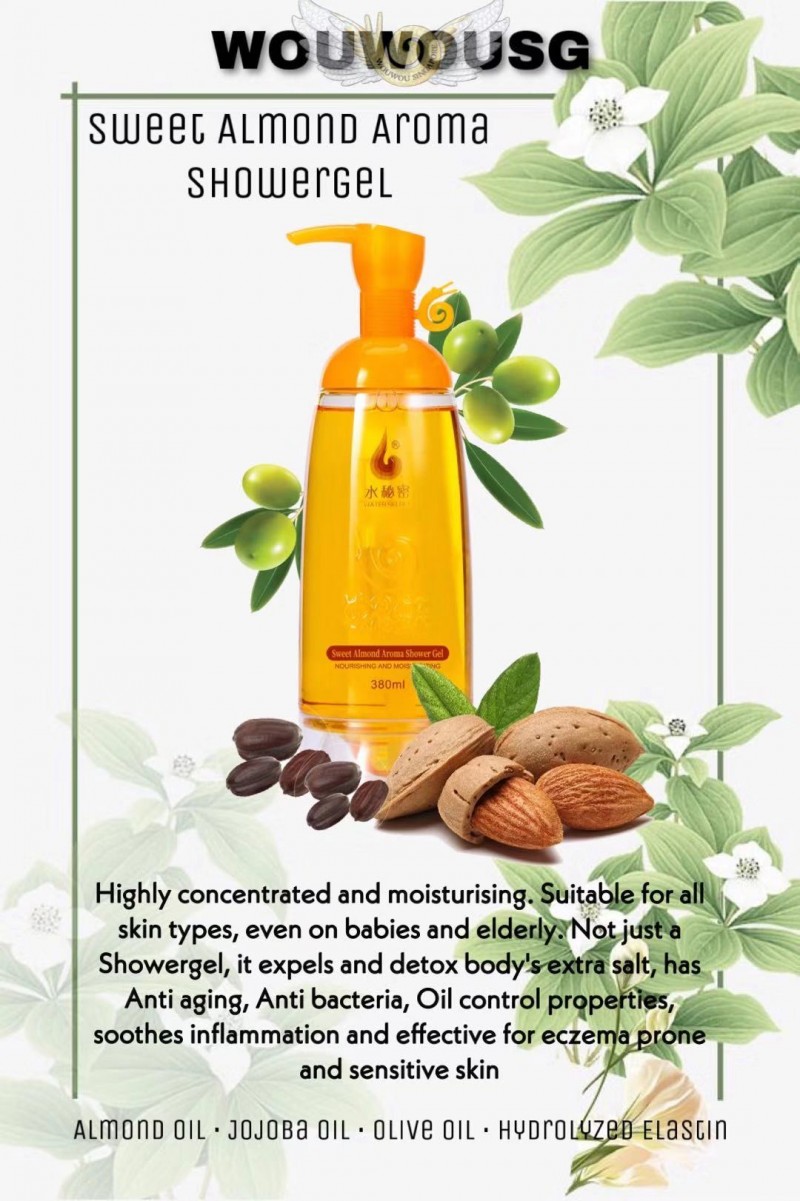 WOUWOUSG
Sweet Almond Aroma
Showergel
水秘密
Sweet Almond Aroma Shower Gel
380ml
Highly concentrated and moisturising. Suitable for all
skin types, even on babies and elderly. Not just a
Showergel, it expels and detox body's extra salt, has
Anti aging, Anti bacteria, Oil control properties,
soothes inflammation and effective for eczema prone
and sensitive skin
Almond Oil • Jojoba Oil • Olive Oil • Hydrolyzed Elastin